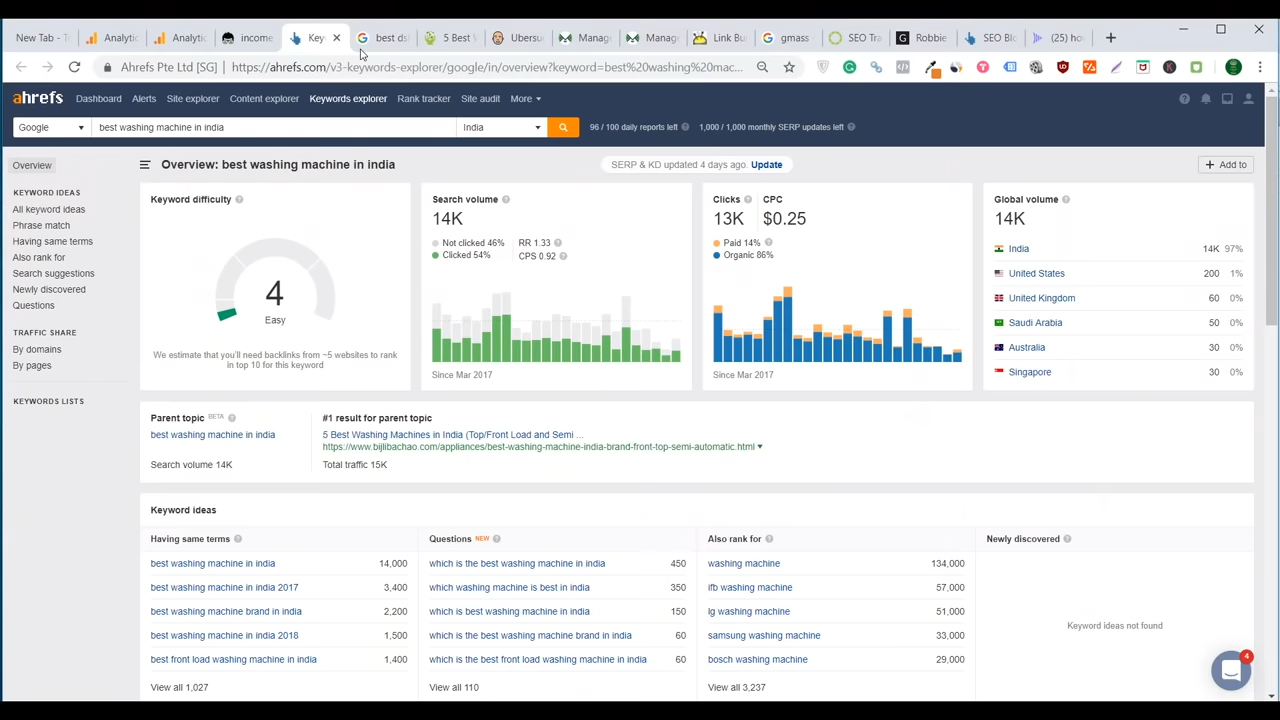 New Tab -
Analytic
Analytic
income
Key
best ds
5 Best W
Ubersu
Manage
Manage
Link Bu
gmass
SEO Tra
Robbie
SEO Blo
(25) ho
Ahrefs Pte Ltd [SG] https://ahrefs.com/v3-keywords-explorer/google/in/overview?keyword=best%20washing%20mac...
ahrefs Dashboard Alerts Site explorer Content explorer Keywords explorer Rank tracker Site audit More
Google best washing machine in india India 96 / 100 daily reports left 1,000 / 1,000 monthly SERP updates left
Overview
KEYWORD IDEAS
All keyword ideas
Phrase match
Having same terms
Also rank for
Search suggestions
Newly discovered
Questions
TRAFFIC SHARE
By domains
By pages
KEYWORDS LISTS
Overview: best washing machine in india SERP & KD updated 4 days ago. Update + Add to
Keyword difficulty
4
Easy
We estimate that you'll need backlinks from ~5 websites to rank
in top 10 for this keyword
Search volume
14K
Not clicked 46% RR 1.33
Clicked 54% CPS 0.92
Since Mar 2017
Clicks CPC
13K $0.25
Paid 14%
Organic 86%
Since Mar 2017
Global volume
14K
India 14K 97%
United States 200 1%
United Kingdom 60 0%
Saudi Arabia 50 0%
Australia 30 0%
Singapore 30 0%
Parent topic BETA
best washing machine in india
Search volume 14K
#1 result for parent topic
5 Best Washing Machines in India (Top/Front Load and Semi ...
https://www.bijlibachao.com/appliances/best-washing-machine-india-brand-front-top-semi-automatic.html
Total traffic 15K
Keyword ideas
Having same terms
best washing machine in india 14,000
best washing machine in india 2017 3,400
best washing machine brand in india 2,200
best washing machine in india 2018 1,500
best front load washing machine in india 1,400
View all 1,027
Questions NEW
which is the best washing machine in india 450
which washing machine is best in india 350
which is best washing machine in india 150
which is the best washing machine brand in india 60
which is the best front load washing machine in india 60
View all 110
Also rank for
washing machine 134,000
ifb washing machine 57,000
lg washing machine 51,000
samsung washing machine 33,000
bosch washing machine 29,000
View all 3,237
Newly discovered
Keyword ideas not found
4